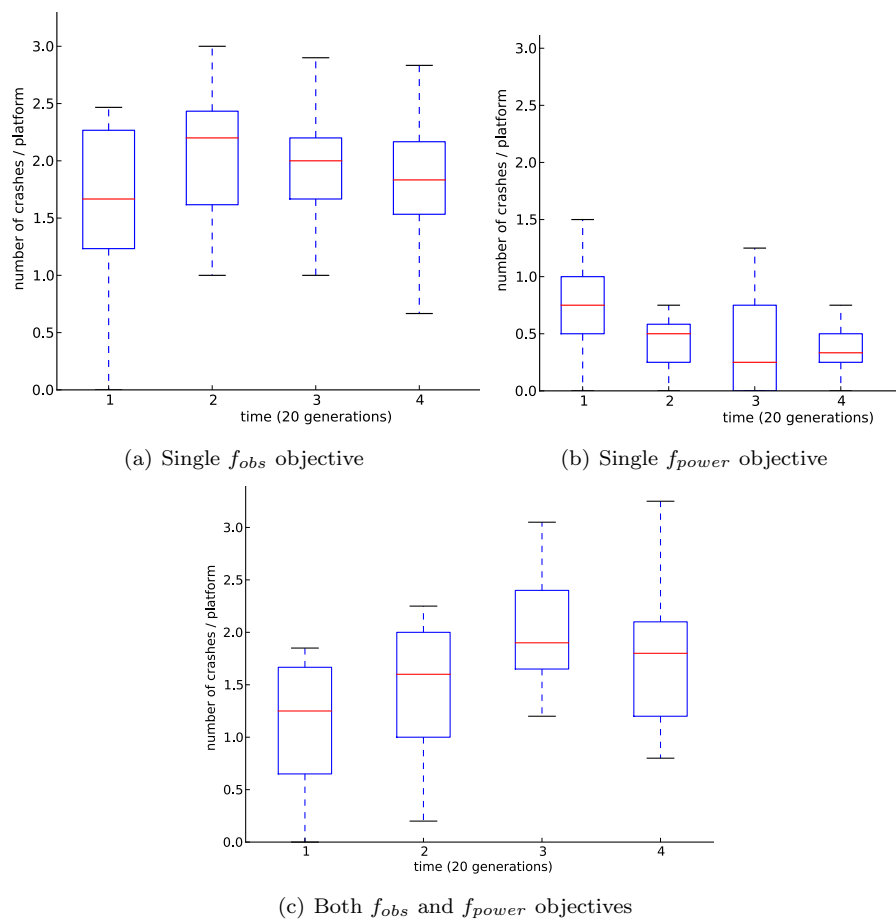 3.0
2.5
2.0
1.5
1.0
0.5
0.0
number of crashes / platform
1 2 3 4
time (20 generations)
(a) Single f_obs objective
3.0
2.5
2.0
1.5
1.0
0.5
0.0
number of crashes / platform
1 2 3 4
time (20 generations)
(b) Single f_power objective
3.0
2.5
2.0
1.5
1.0
0.5
0.0
number of crashes / platform
1 2 3 4
time (20 generations)
(c) Both f_obs and f_power objectives